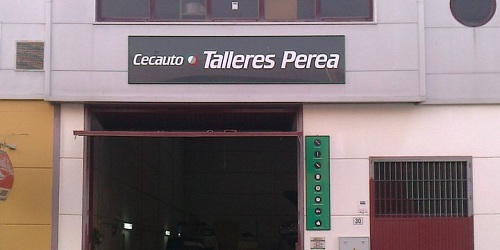 Cecauto Talleres Perea
30